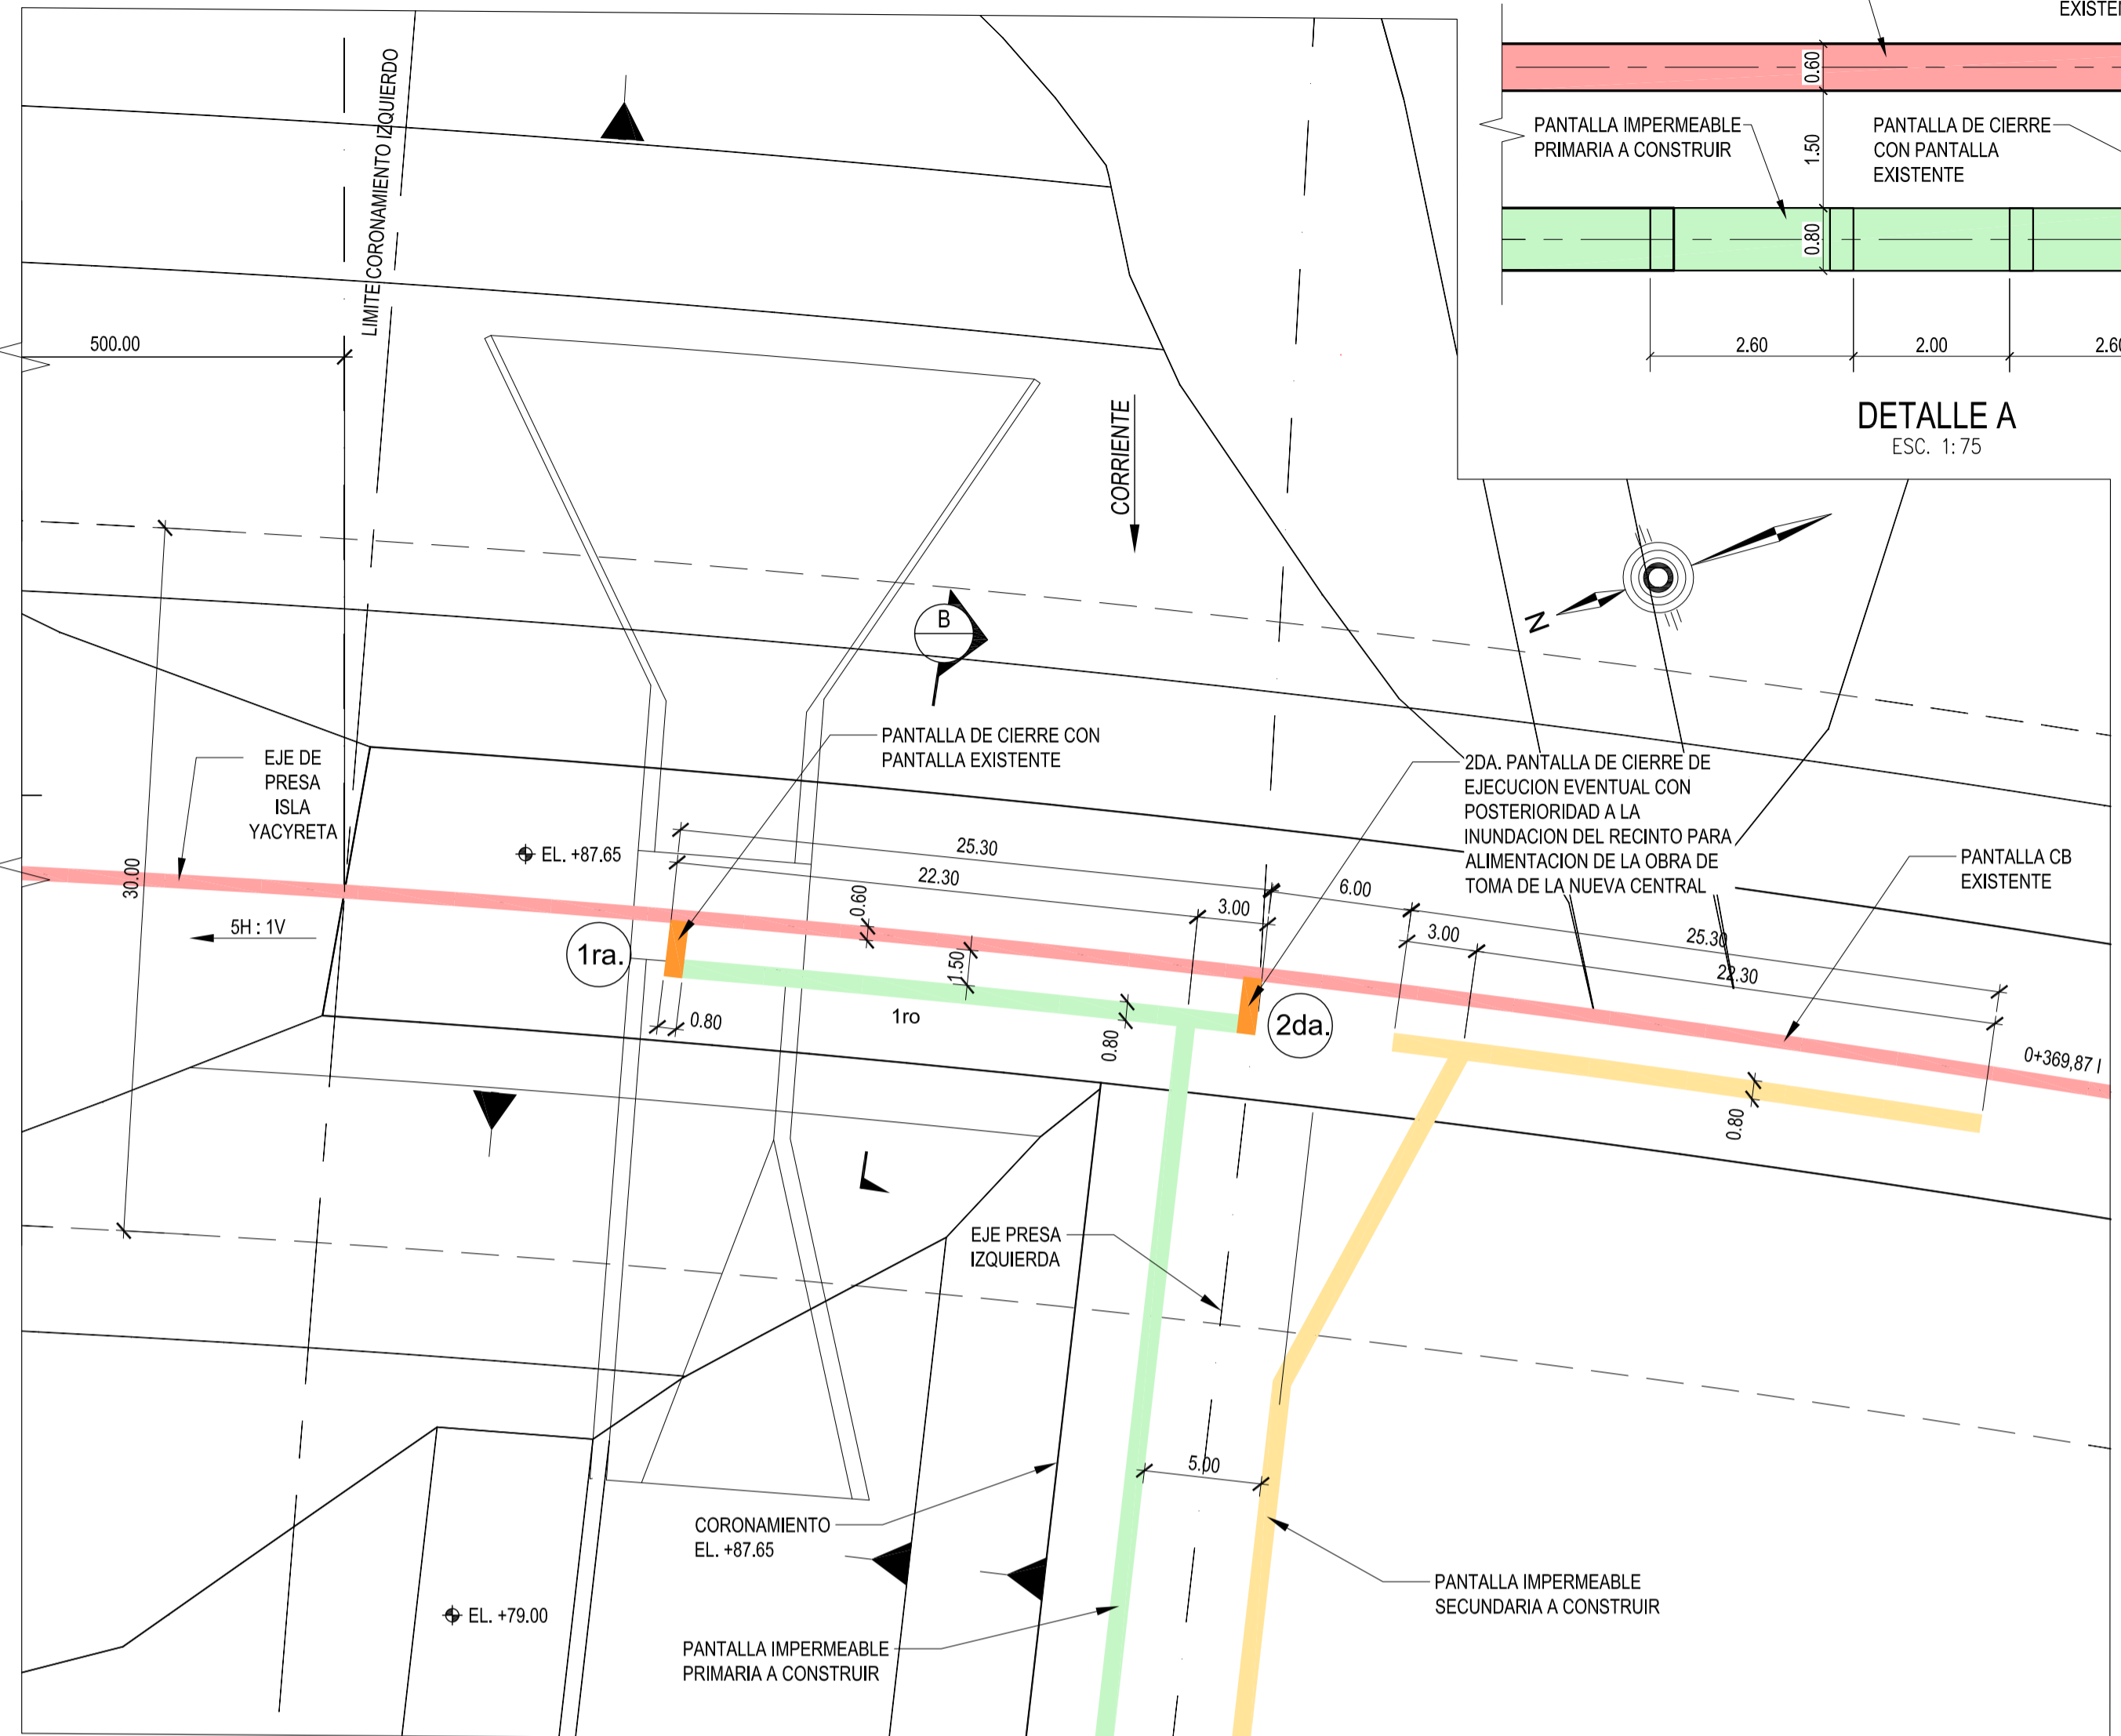 EXISTEN
0.60
PANTALLA IMPERMEABLE
PRIMARIA A CONSTRUIR
1.50
PANTALLA DE CIERRE
CON PANTALLA
EXISTENTE
0.80
2.60
2.00
2.60
DETALLE A
ESC. 1:75
LIMITE CORONAMIENTO IZQUIERDO
500.00
CORRIENTE
N
B
PANTALLA DE CIERRE CON
PANTALLA EXISTENTE
EJE DE
PRESA
ISLA
YACYRETA
2DA. PANTALLA DE CIERRE DE
EJECUCION EVENTUAL CON
POSTERIORIDAD A LA
INUNDACION DEL RECINTO PARA
ALIMENTACION DE LA OBRA DE
TOMA DE LA NUEVA CENTRAL
PANTALLA CB
EXISTENTE
EL. +87.65
30.00
25.30
22.30
0.60
3.00
6.00
3.00
25.30
22.30
5H : 1V
1ra.
1.50
0.80
1ro
0.80
2da.
0+369,87 I
0.80
EJE PRESA
IZQUIERDA
5.00
CORONAMIENTO
EL. +87.65
EL. +79.00
PANTALLA IMPERMEABLE
PRIMARIA A CONSTRUIR
PANTALLA IMPERMEABLE
SECUNDARIA A CONSTRUIR